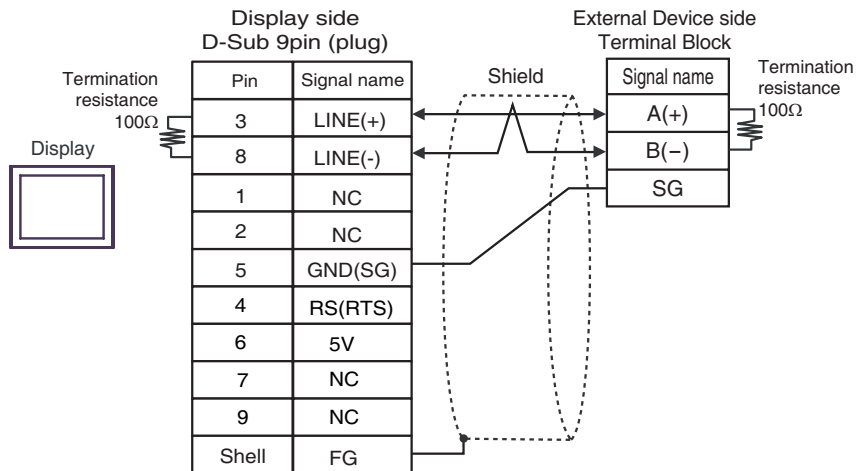 Display side
D-Sub 9pin (plug)
External Device side
Terminal Block
Termination
resistance
100Ω
Display
Pin Signal name
3 LINE(+)
8 LINE(-)
1 NC
2 NC
5 GND(SG)
4 RS(RTS)
6 5V
7 NC
9 NC
Shell FG
Shield
Signal name
A(+)
B(−)
SG
Termination
resistance
100Ω